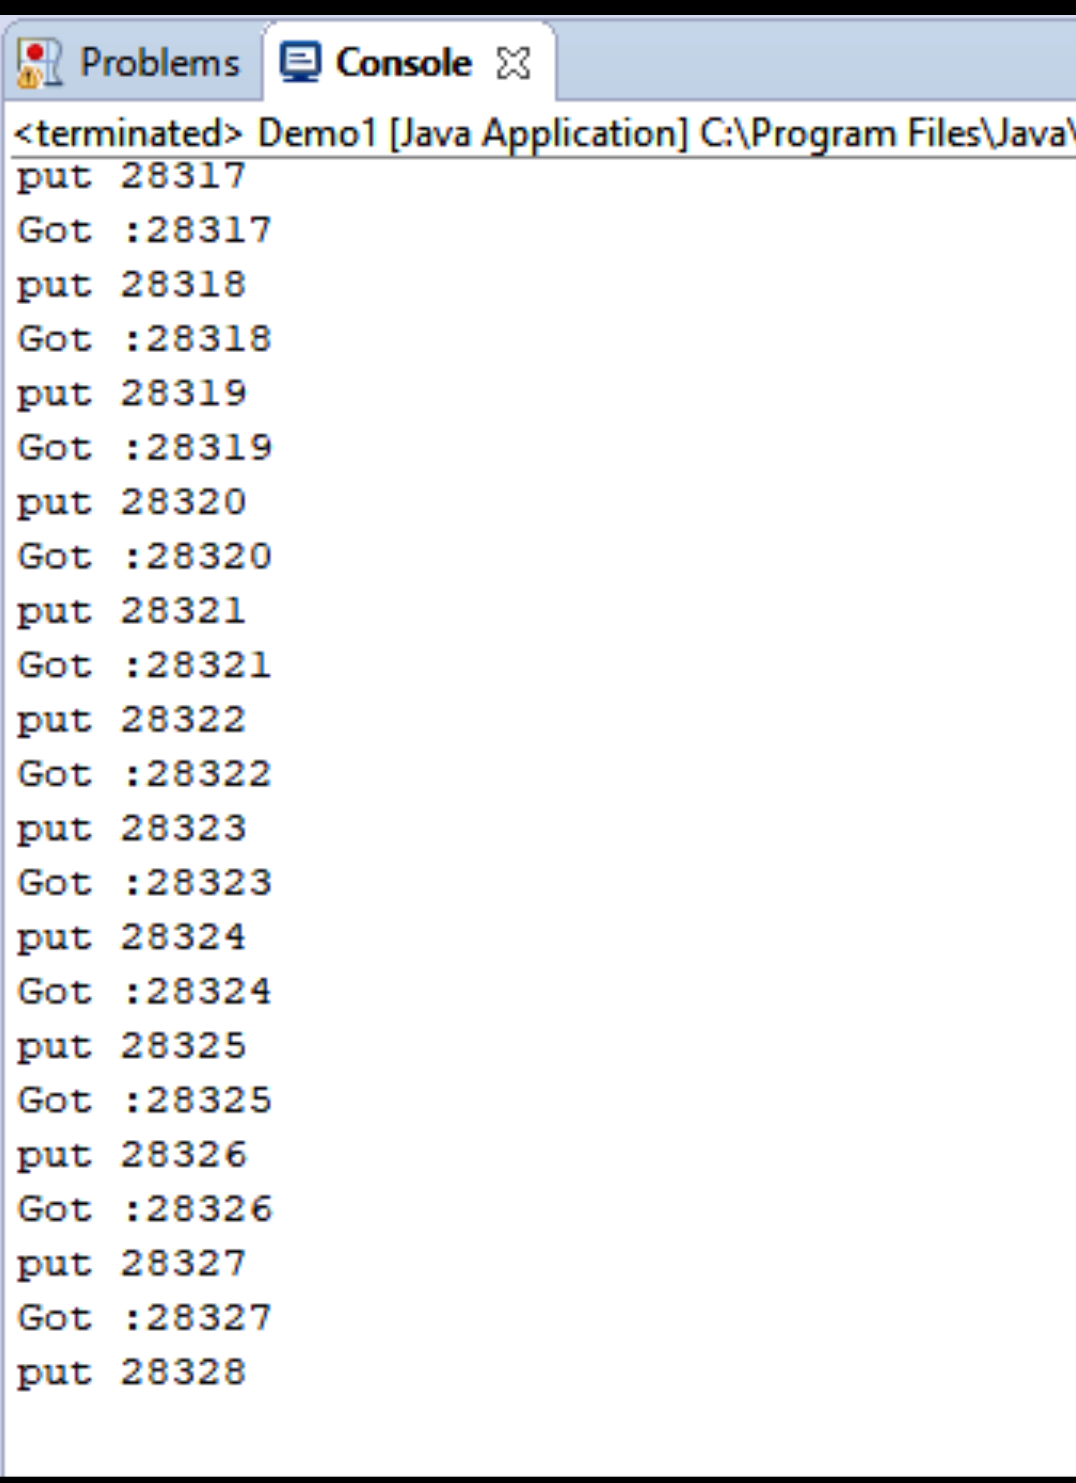 Problems Console
<terminated> Demo1 [Java Application] C:\Program Files\Java\
put 28317
Got :28317
put 28318
Got :28318
put 28319
Got :28319
put 28320
Got :28320
put 28321
Got :28321
put 28322
Got :28322
put 28323
Got :28323
put 28324
Got :28324
put 28325
Got :28325
put 28326
Got :28326
put 28327
Got :28327
put 28328